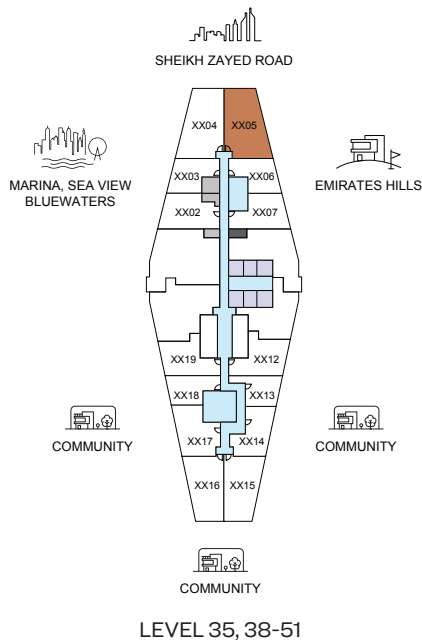 SHEIKH ZAYED ROAD
XX04 XX05
MARINA, SEA VIEW
BLUEWATERS
XX03 XX06
EMIRATES HILLS
XX02 XX07
XX19 XX12
XX18 XX13
COMMUNITY
XX17 XX14
COMMUNITY
XX16 XX15
COMMUNITY
LEVEL 35, 38-51